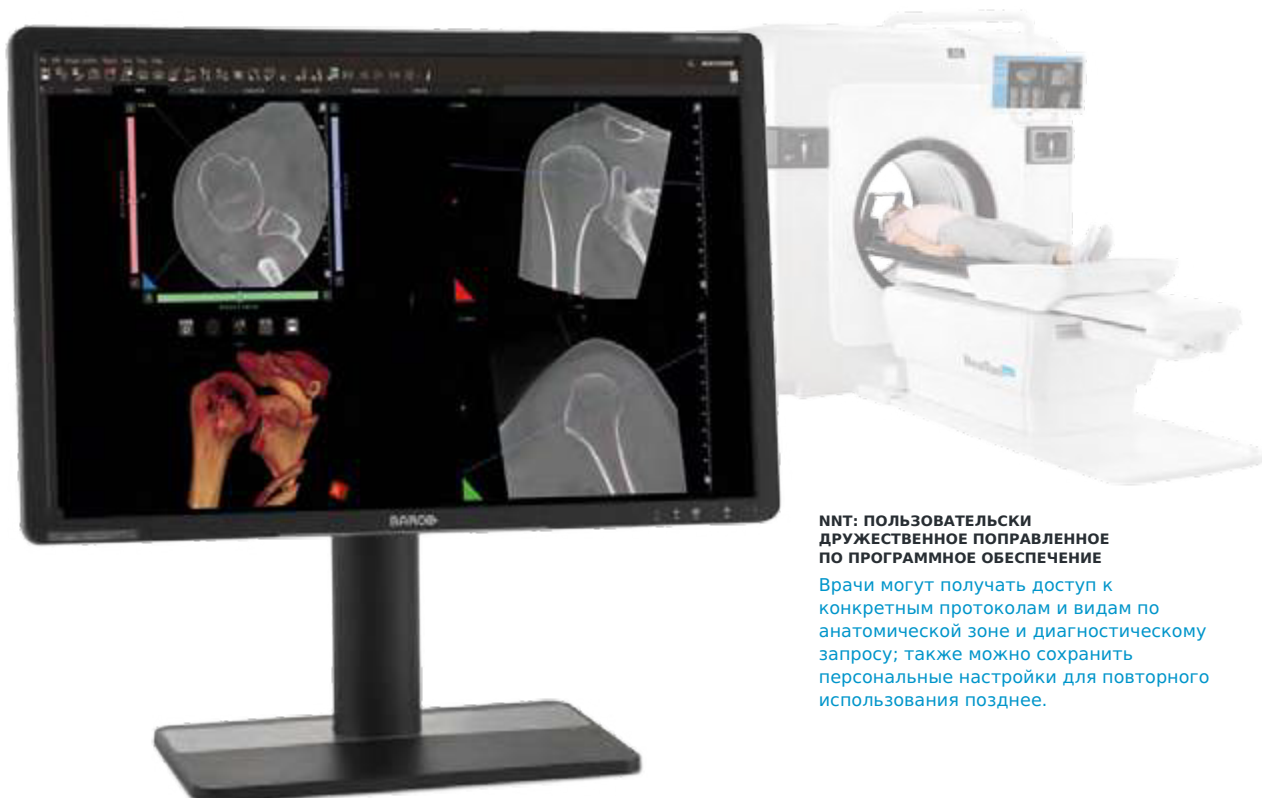 BARCO
NNT: ПОЛЬЗОВАТЕЛЬСКИ
ДРУЖЕСТВЕННОЕ ПОПРАВЛЕННОЕ
ПО ПРОГРАММНОЕ ОБЕСПЕЧЕНИЕ
Врачи могут получать доступ к
конкретным протоколам и видам по
анатомической зоне и диагностическому
запросу; также можно сохранить
персональные настройки для повторного
использования позднее.